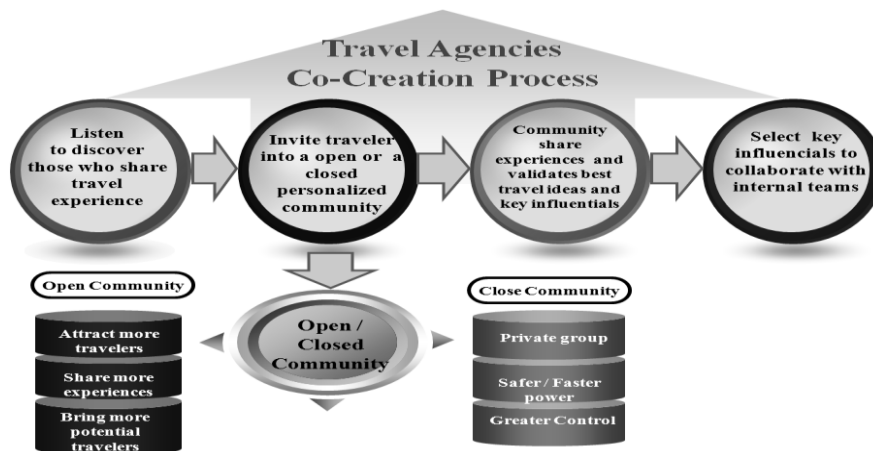 Travel Agencies
Co-Creation Process
Listen
to discover
those who share
travel
experience
Invite traveler
into a open or a
closed
personalized
community
Community
share
experiences and
validates best
travel ideas and
key influentials
Select key
influencials to
collaborate with
internal teams
Open Community
Attract more
travelers
Share more
experiences
Bring more
potential
travelers
Open /
Closed
Community
Close Community
Private group
Safer / Faster
power
Greater Control